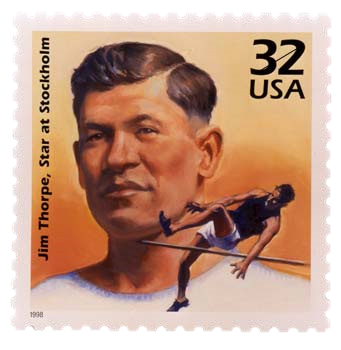 Jim Thorpe, Star at Stockholm
32
USA
1998